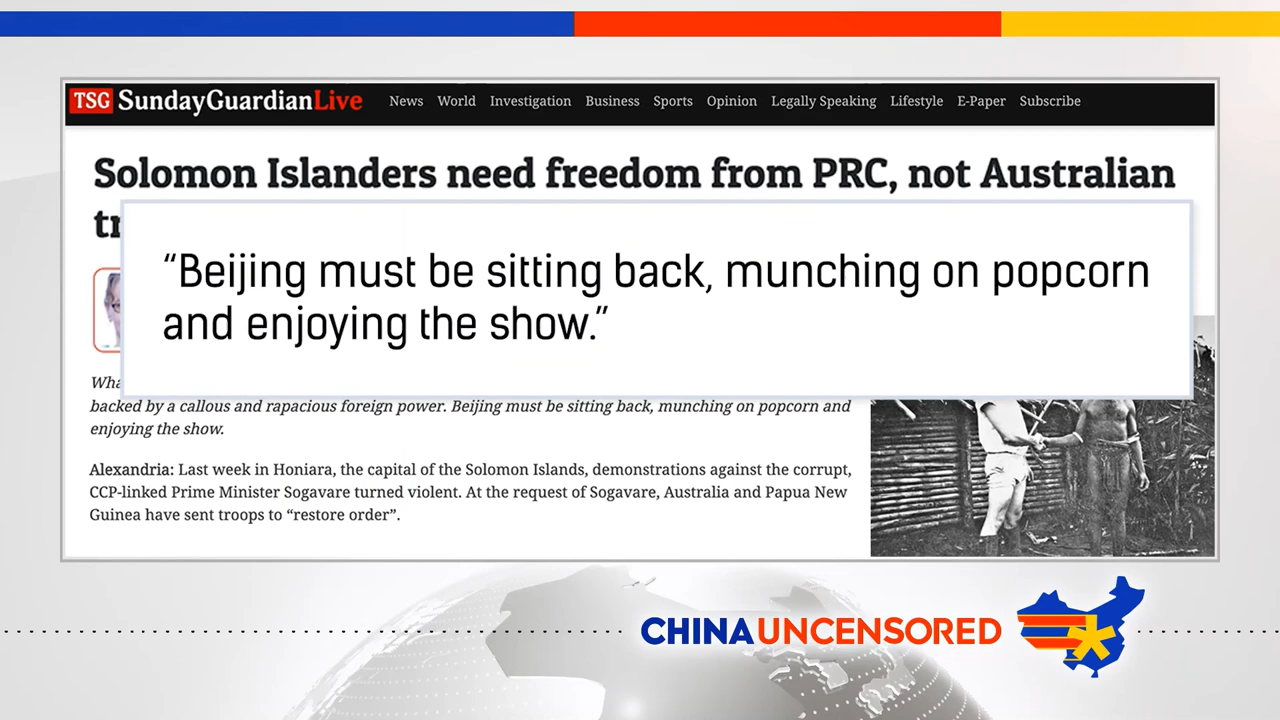 TSG SundayGuardianLive News World Investigation Business Sports Opinion Legally Speaking Lifestyle E-Paper Subscribe
Solomon Islanders need freedom from PRC, not Australian
“Beijing must be sitting back, munching on popcorn
and enjoying the show.”
backed by a callous and rapacious foreign power. Beijing must be sitting back, munching on popcorn and
enjoying the show.
Alexandria: Last week in Honiara, the capital of the Solomon Islands, demonstrations against the corrupt,
CCP-linked Prime Minister Sogavare turned violent. At the request of Sogavare, Australia and Papua New
Guinea have sent troops to “restore order”.
CHINA UNCENSORED